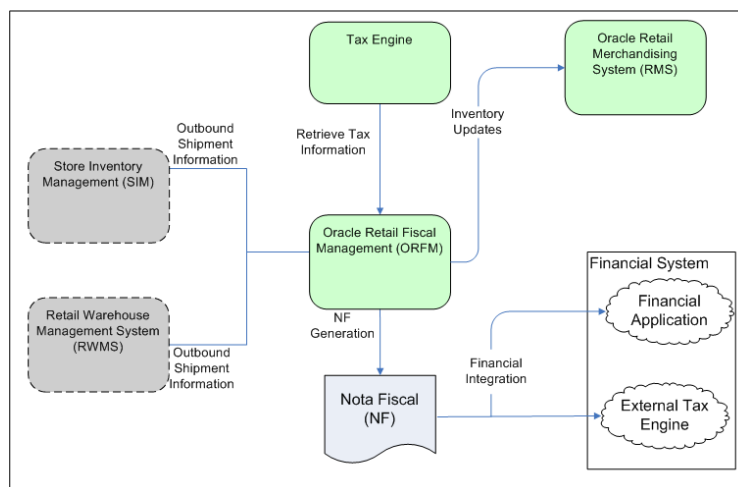 Tax Engine
Oracle Retail
Merchandising
System (RMS)
Outbound
Shipment
Information
Retrieve Tax
Information
Inventory
Updates
Store Inventory
Management (SIM)
Oracle Retail Fiscal
Management (ORFM)
Financial System
Financial
Application
Retail Warehouse
Management System
(RWMS)
NF
Generation
Outbound
Shipment
Information
Financial
Integration
Nota Fiscal
(NF)
External Tax
Engine